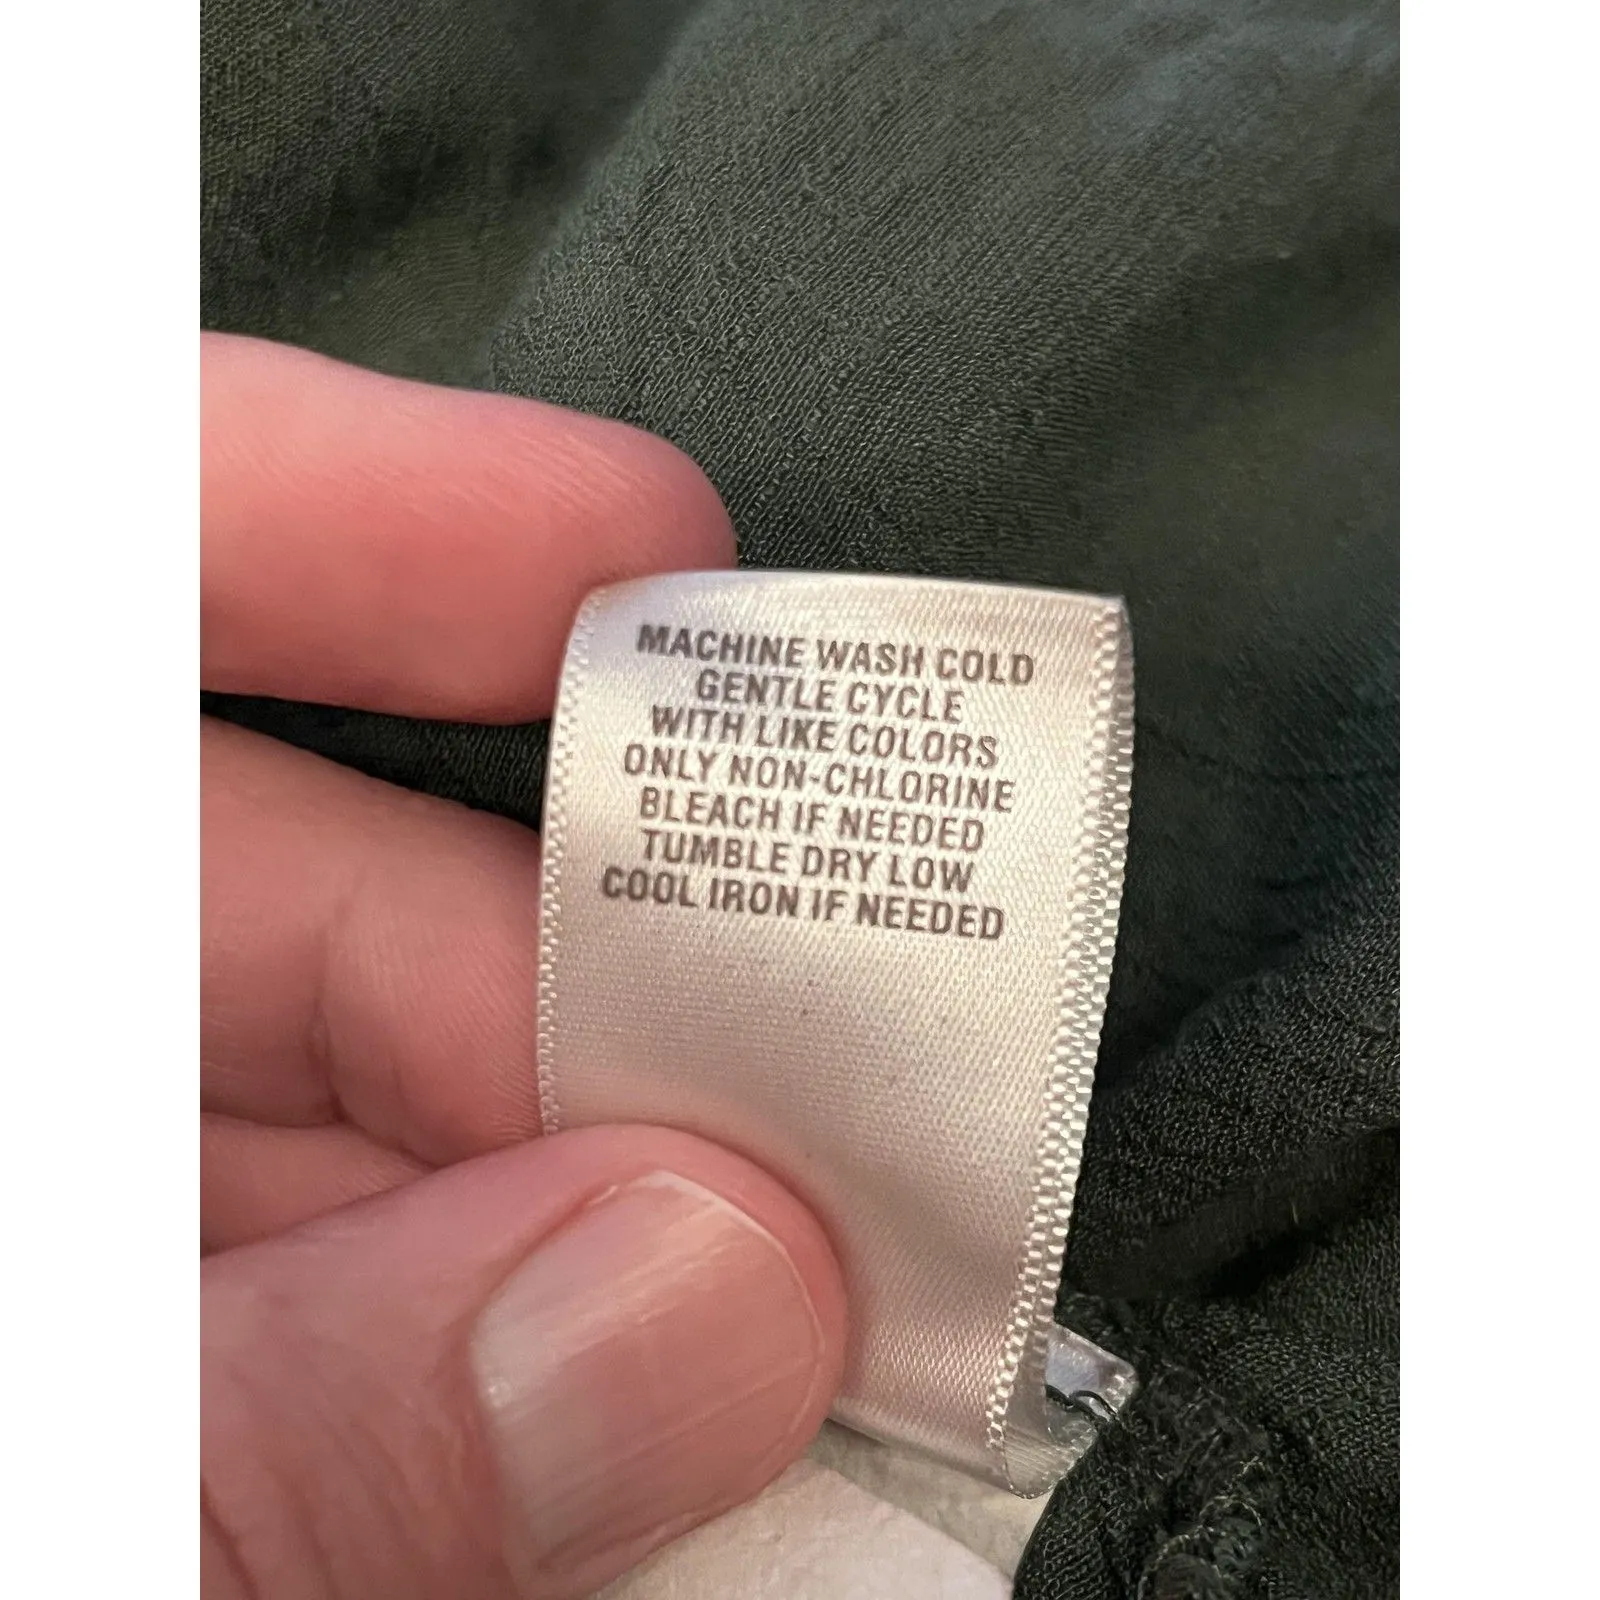 MACHINE WASH COLD
GENTLE CYCLE
WITH LIKE COLORS
ONLY NON-CHLORINE
BLEACH IF NEEDED
TUMBLE DRY LOW
COOL IRON IF NEEDED